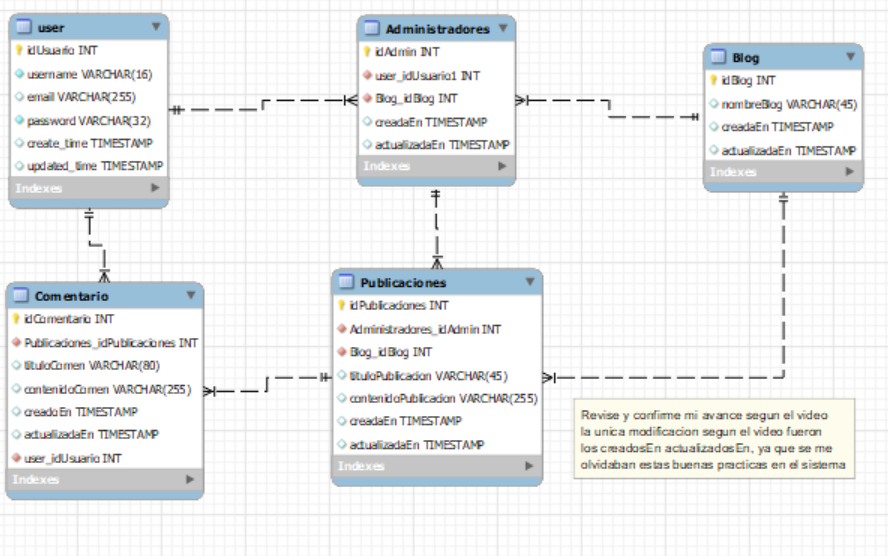 user
idUsuario INT
username VARCHAR(16)
email VARCHAR(255)
password VARCHAR(32)
create_time TIMESTAMP
updated_time TIMESTAMP
Indexes
Administradores
idAdmin INT
user_idUsuario1 INT
Blog_idBlog INT
creadaEn TIMESTAMP
actualizadaEn TIMESTAMP
Indexes
Blog
idBlog INT
nombreBlog VARCHAR(45)
creadaEn TIMESTAMP
actualizadaEn TIMESTAMP
Indexes
Comentario
idComentario INT
Publicaciones_idPublicaciones INT
tituloComen VARCHAR(80)
contenidoComen VARCHAR(255)
creadoEn TIMESTAMP
actualizadaEn TIMESTAMP
user_idUsuario INT
Indexes
Publicaciones
idPublicaciones INT
Administradores_idAdmin INT
Blog_idBlog INT
tituloPublicacion VARCHAR(45)
contenidoPublicacion VARCHAR(255)
creadaEn TIMESTAMP
actualizadaEn TIMESTAMP
Indexes
Revise y confirme mi avance segun el video
la unica modificacion segun el video fueron
los creadosEn actualizadosEn, ya que se me
olvidaban estas buenas practicas en el sistema